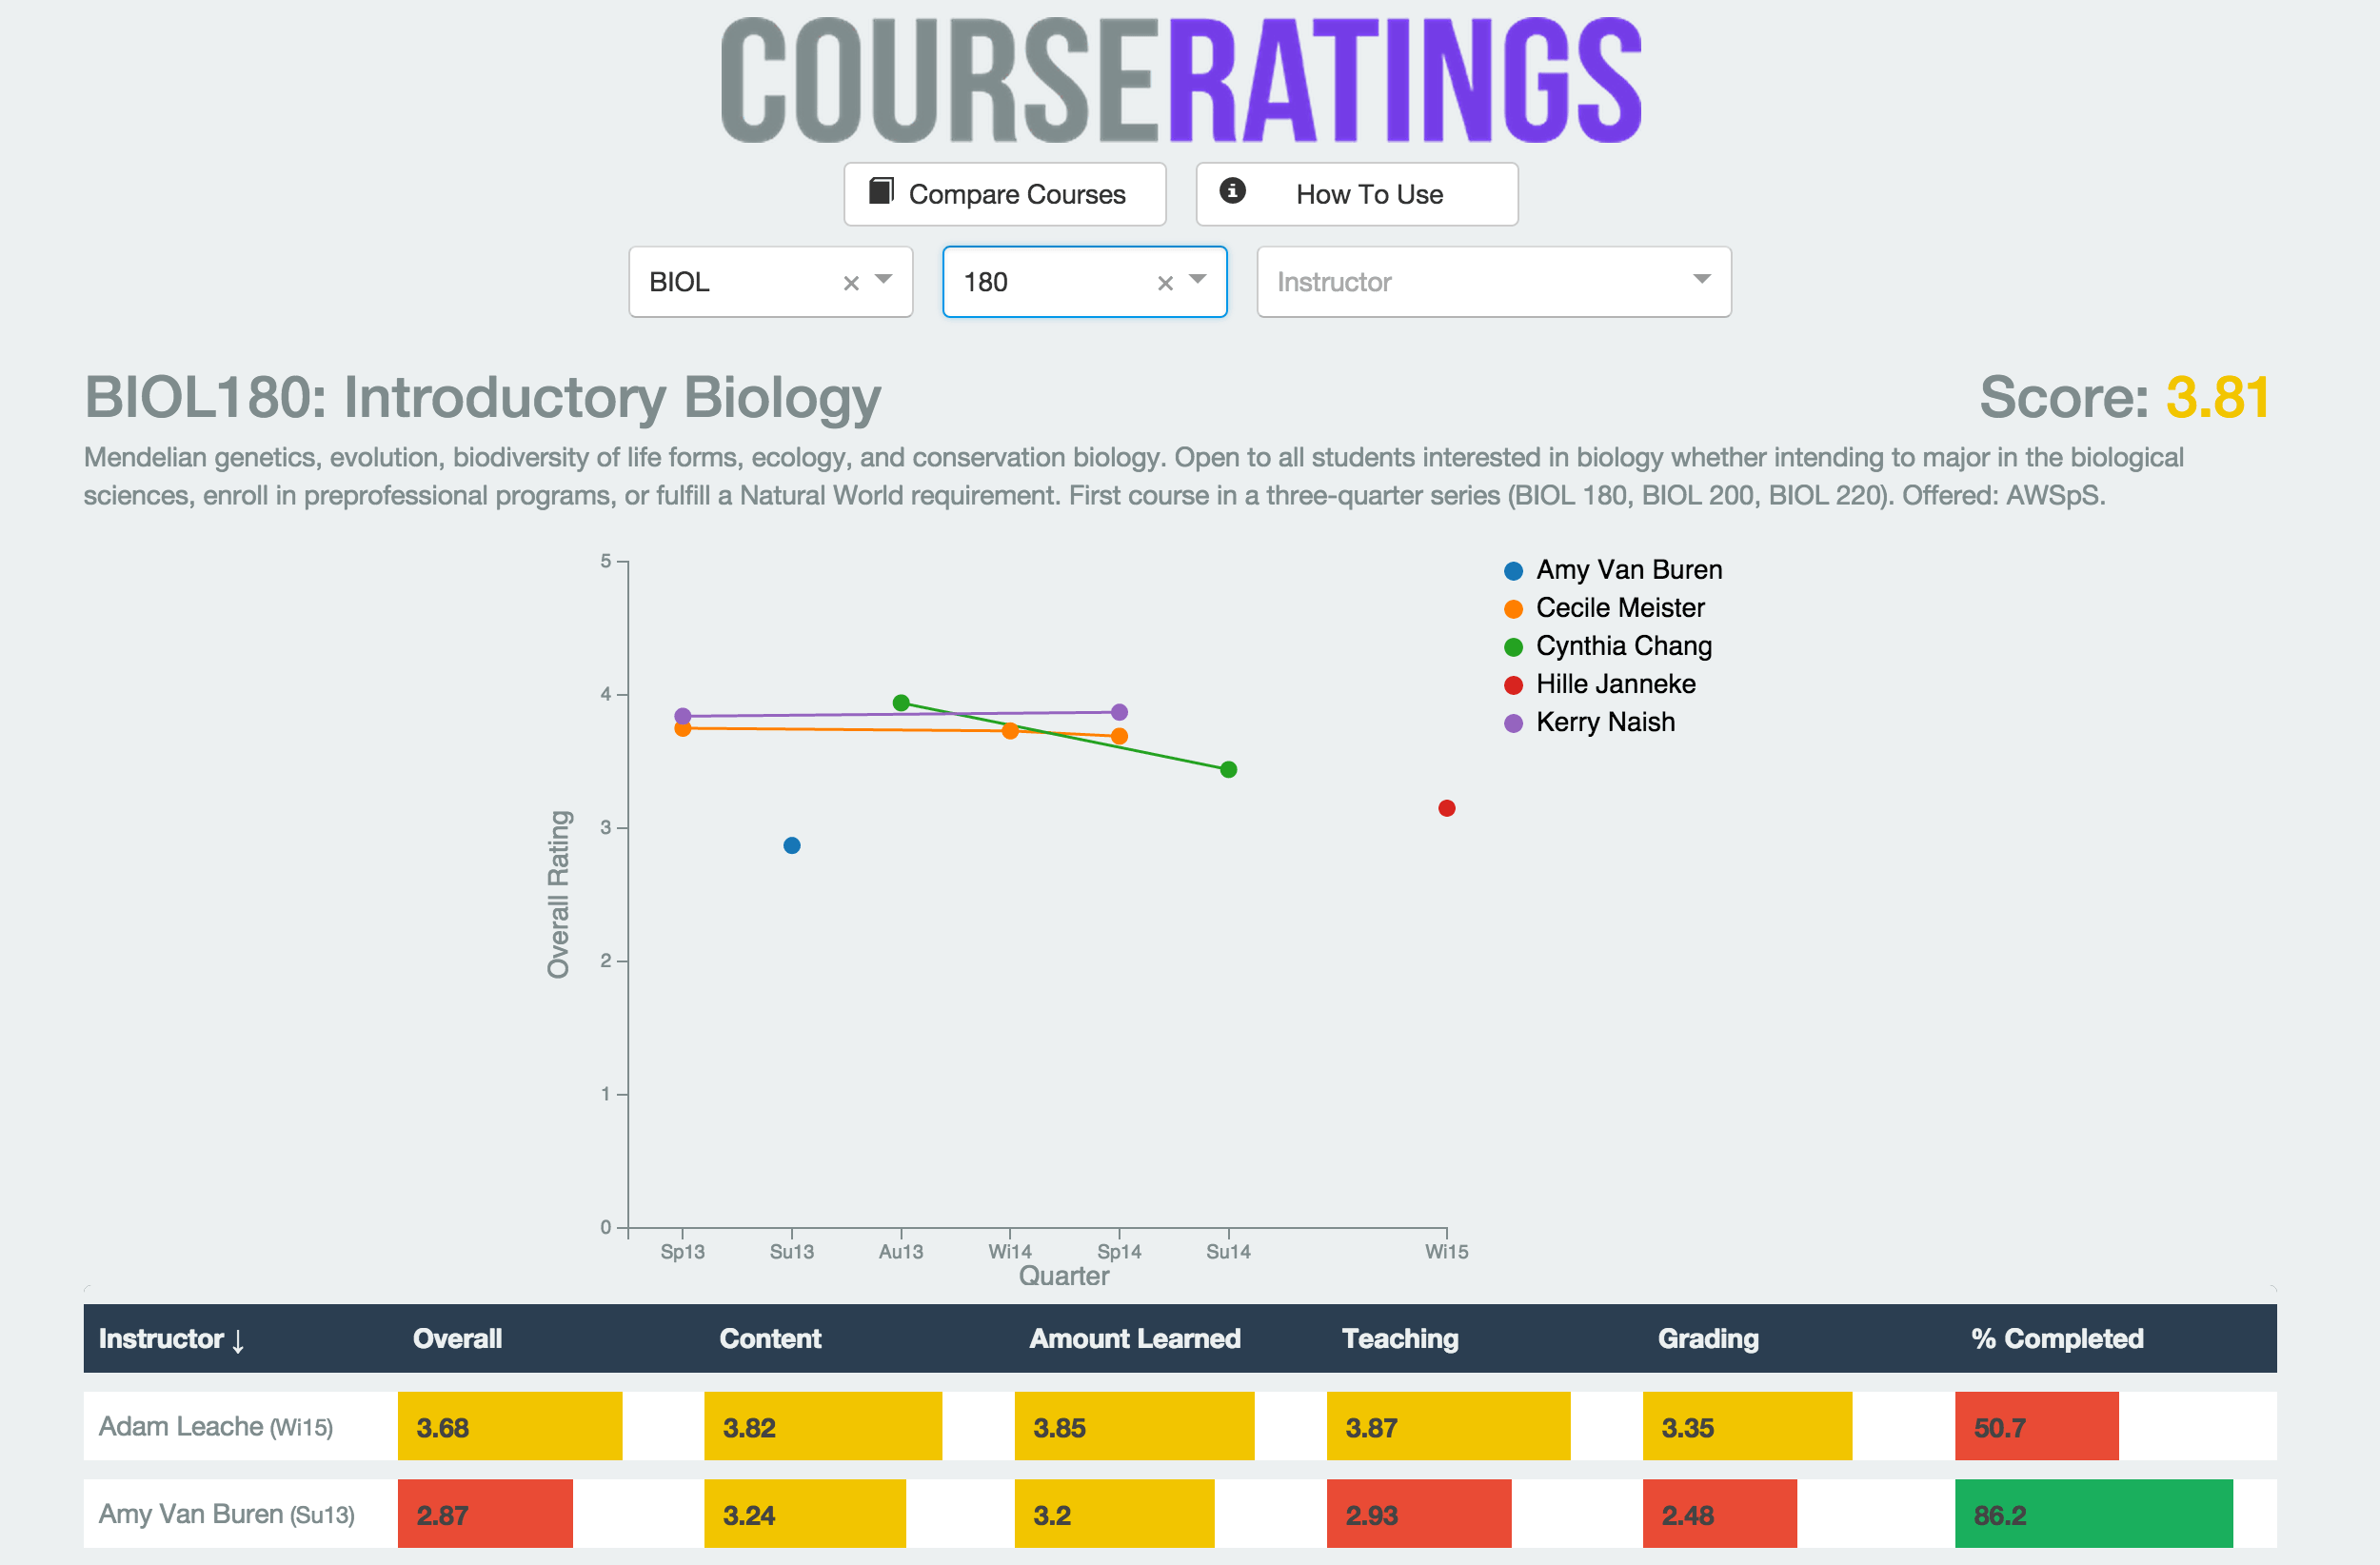 COURSERATINGS
Compare Courses
How To Use
BIOL × 180 × Instructor
BIOL180: Introductory Biology
Score: 3.81
Mendelian genetics, evolution, biodiversity of life forms, ecology, and conservation biology. Open to all students interested in biology whether intending to major in the biological
sciences, enroll in preprofessional programs, or fulfill a Natural World requirement. First course in a three-quarter series (BIOL 180, BIOL 200, BIOL 220). Offered: AWSpS.
5
4
3
2
1
0
Overall Rating
Sp13 Su13 Au13 Wi14 Sp14 Su14 Wi15
Quarter
Amy Van Buren
Cecile Meister
Cynthia Chang
Hille Janneke
Kerry Naish
Instructor ↓ Overall Content Amount Learned Teaching Grading % Completed
Adam Leache (Wi15) 3.68 3.82 3.85 3.87 3.35 50.7
Amy Van Buren (Su13) 2.87 3.24 3.2 2.93 2.48 86.2